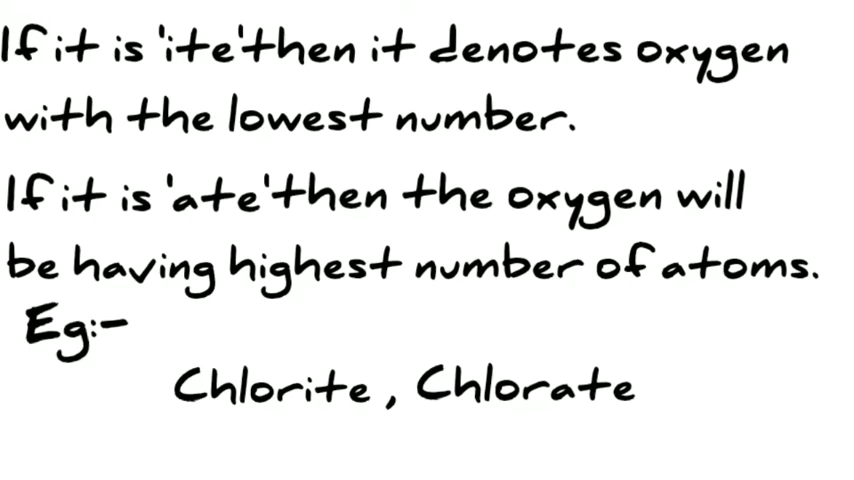 If it is 'ite' then it denotes oxygen
with the lowest number.
If it is 'ate' then the oxygen will
be having highest number of atoms.
Eg:-
Chlorite, Chlorate